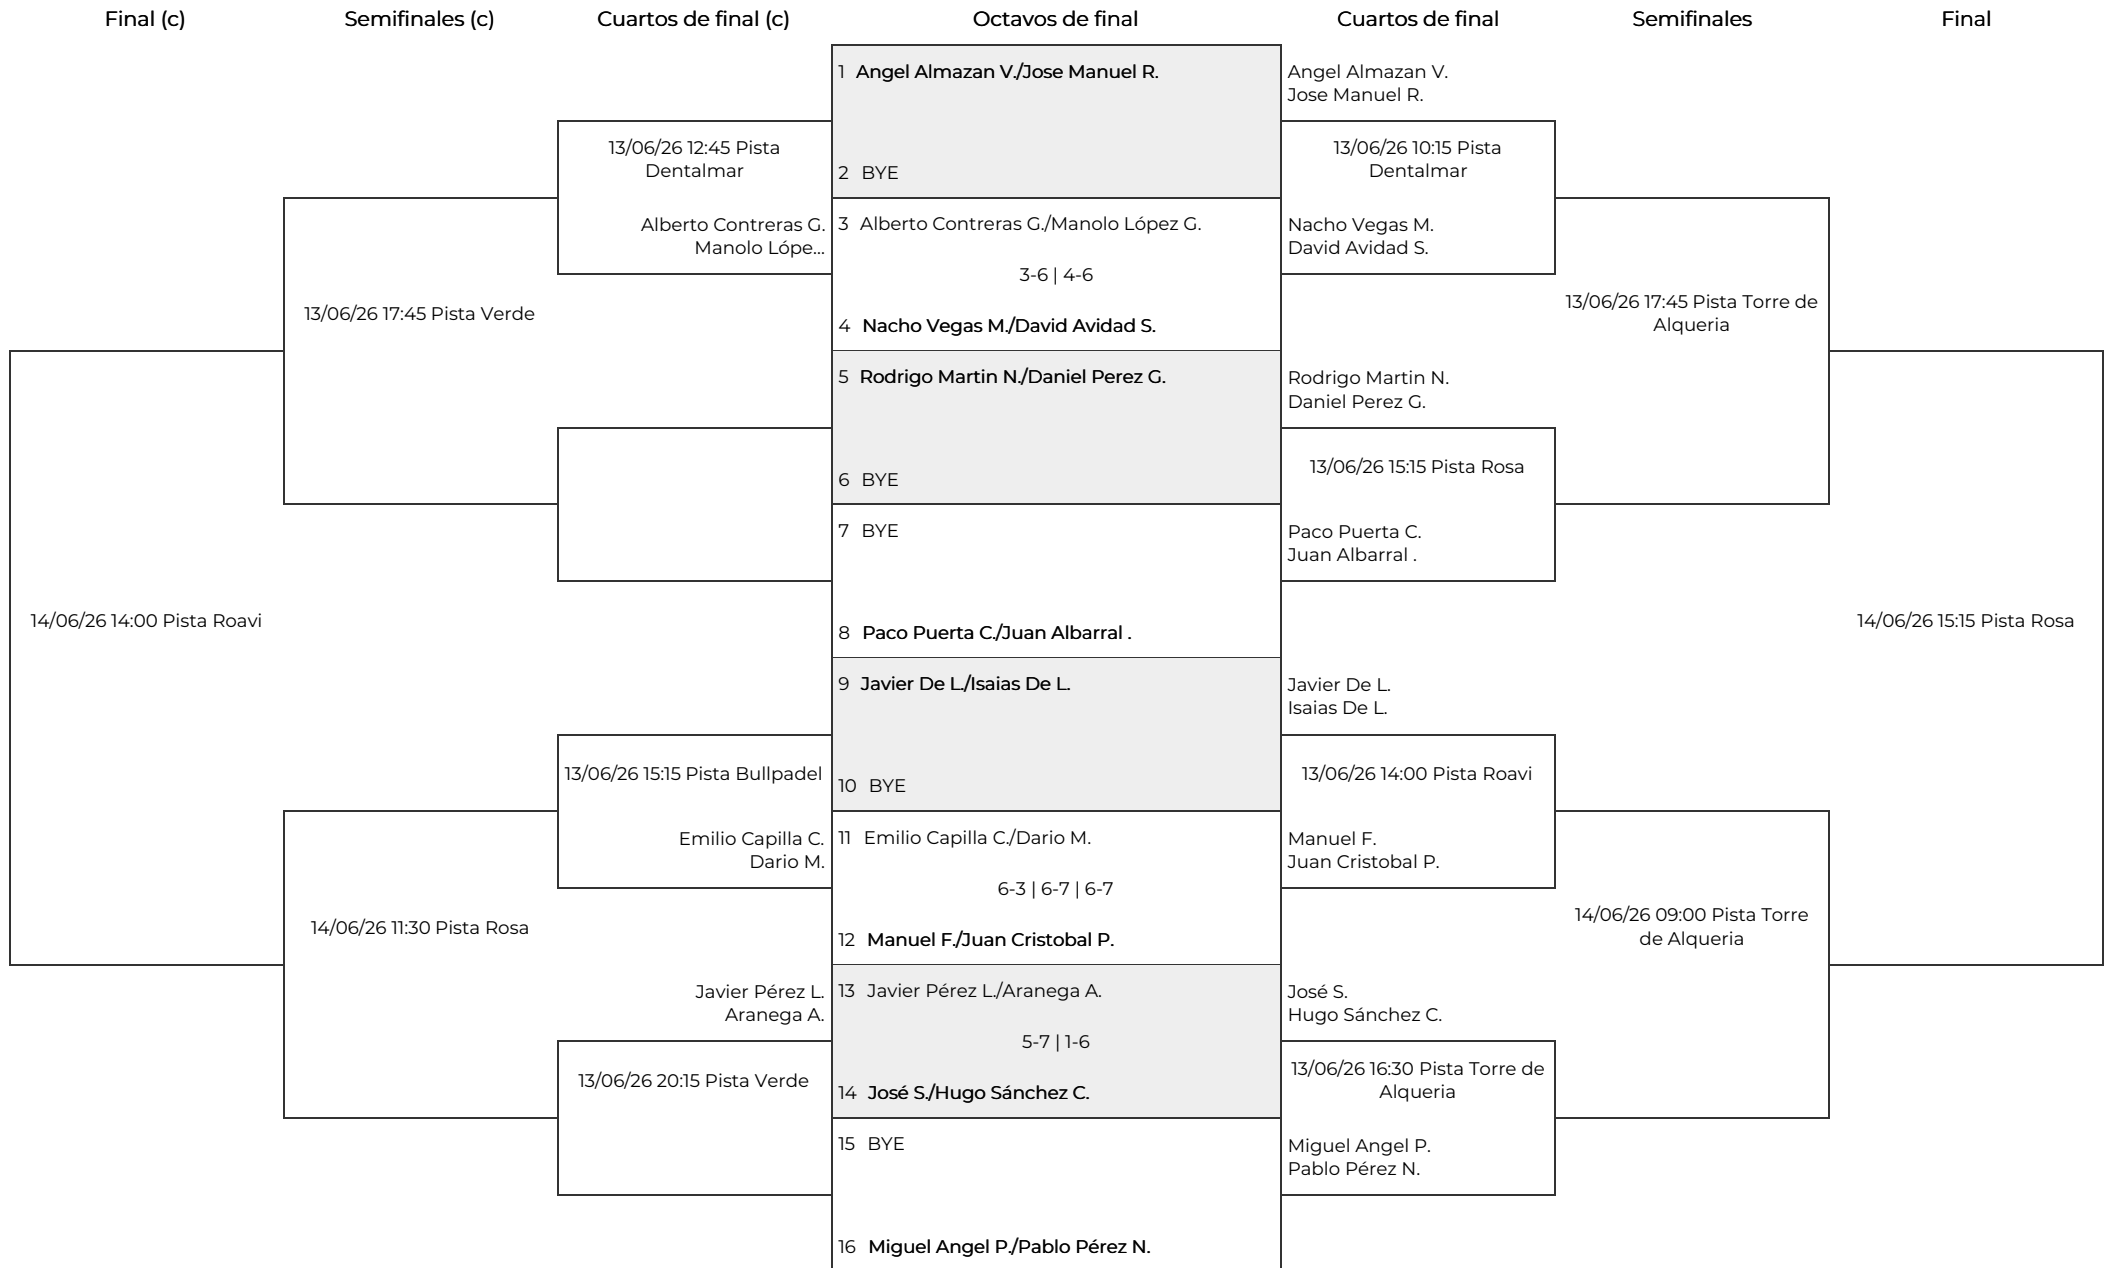 Final (c)
Semifinales (c)
Cuartos de final (c)
Octavos de final
Cuartos de final
Semifinales
Final
14/06/26 14:00 Pista Roavi
13/06/26 17:45 Pista Verde
14/06/26 11:30 Pista Rosa
13/06/26 12:45 Pista
Dentalmar
Alberto Contreras G.
Manolo Lópe...
13/06/26 15:15 Pista Bullpadel
Emilio Capilla C.
Dario M.
Javier Pérez L.
Aranega A.
13/06/26 20:15 Pista Verde
1 Angel Almazan V./Jose Manuel R.
2 BYE
3 Alberto Contreras G./Manolo López G.
3-6 | 4-6
4 Nacho Vegas M./David Avidad S.
5 Rodrigo Martin N./Daniel Perez G.
6 BYE
7 BYE
8 Paco Puerta C./Juan Albarral .
9 Javier De L./Isaias De L.
10 BYE
11 Emilio Capilla C./Dario M.
6-3 | 6-7 | 6-7
12 Manuel F./Juan Cristobal P.
13 Javier Pérez L./Aranega A.
5-7 | 1-6
14 José S./Hugo Sánchez C.
15 BYE
16 Miguel Angel P./Pablo Pérez N.
Angel Almazan V.
Jose Manuel R.
13/06/26 10:15 Pista
Dentalmar
Nacho Vegas M.
David Avidad S.
Rodrigo Martin N.
Daniel Perez G.
13/06/26 15:15 Pista Rosa
Paco Puerta C.
Juan Albarral .
Javier De L.
Isaias De L.
13/06/26 14:00 Pista Roavi
Manuel F.
Juan Cristobal P.
José S.
Hugo Sánchez C.
13/06/26 16:30 Pista Torre de
Alqueria
Miguel Angel P.
Pablo Pérez N.
13/06/26 17:45 Pista Torre de
Alqueria
14/06/26 09:00 Pista Torre
de Alqueria
14/06/26 15:15 Pista Rosa